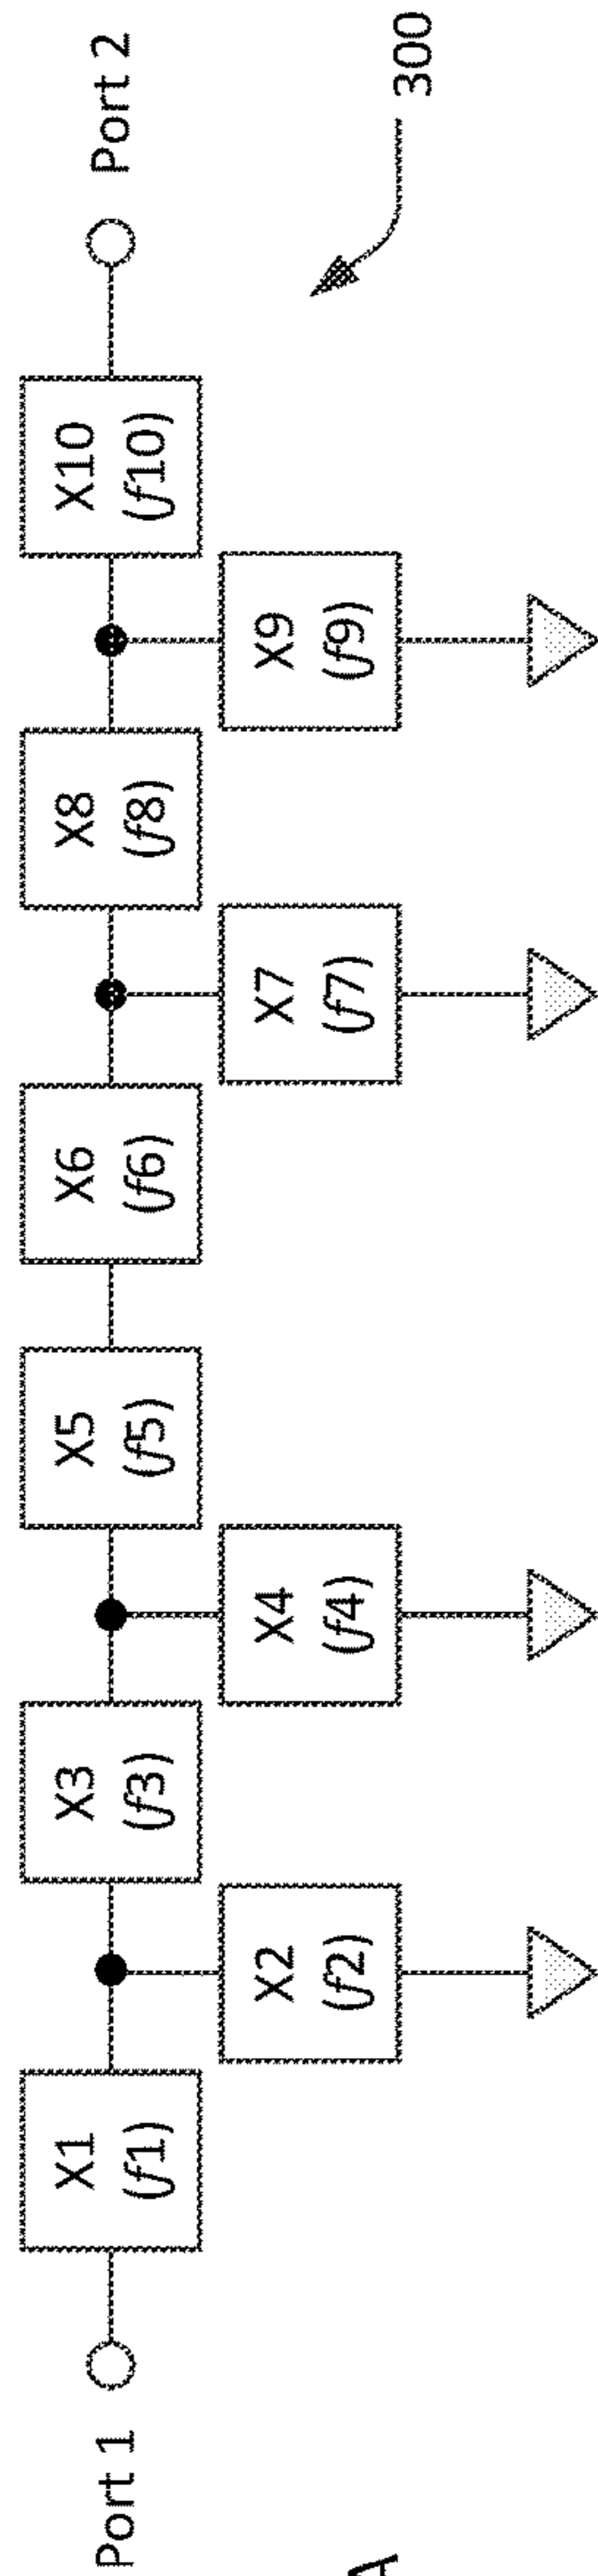 Port 1
X1
(f1)
X2
(f2)
X3
(f3)
X4
(f4)
X5
(f5)
X6
(f6)
X7
(f7)
X8
(f8)
X9
(f9)
X10
(f10)
Port 2
300
A